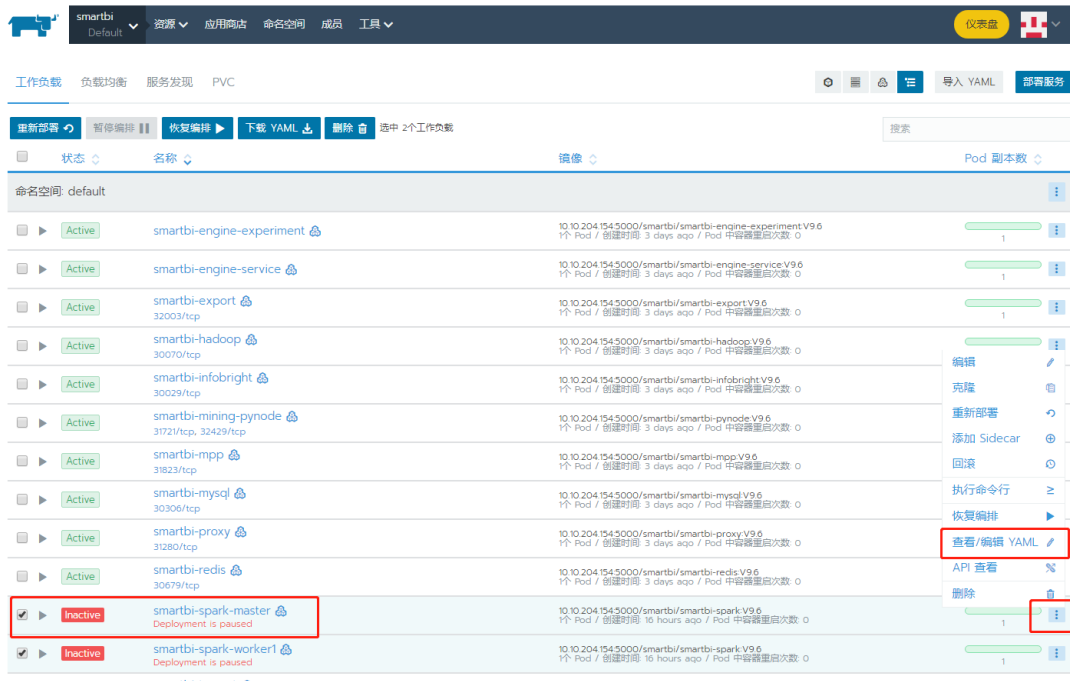 smartbi
Default
资源 应用商店 命名空间 成员 工具
仪表盘
工作负载 负载均衡 服务发现 PVC
导入 YAML 部署服务
重新部署 暂停编排 恢复编排 下载 YAML 删除 选中 2个工作负载 搜索
状态 名称 镜像 Pod 副本数
命名空间: default
Active smartbi-engine-experiment 10.10.204.154:5000/smartbi/smartbi-engine-experiment:V9.6
1个 Pod / 创建时间: 3 days ago / Pod 中容器重启次数: 0
1
Active smartbi-engine-service 10.10.204.154:5000/smartbi/smartbi-engine-service:V9.6
1个 Pod / 创建时间: 3 days ago / Pod 中容器重启次数: 0
1
Active smartbi-export 10.10.204.154:5000/smartbi/smartbi-export:V9.6
32003/tcp 1个 Pod / 创建时间: 3 days ago / Pod 中容器重启次数: 0
1
Active smartbi-hadoop 10.10.204.154:5000/smartbi/smartbi-hadoop:V9.6
30070/tcp 1个 Pod / 创建时间: 3 days ago / Pod 中容器重启次数: 0
Active smartbi-infobright 10.10.204.154:5000/smartbi/smartbi-infobright:V9.6
30029/tcp 1个 Pod / 创建时间: 3 days ago / Pod 中容器重启次数: 0
Active smartbi-mining-pynode 10.10.204.154:5000/smartbi/smartbi-pynode:V9.6
31721/tcp, 32429/tcp 1个 Pod / 创建时间: 3 days ago / Pod 中容器重启次数: 0
Active smartbi-mpp 10.10.204.154:5000/smartbi/smartbi-mpp:V9.6
31823/tcp 1个 Pod / 创建时间: 3 days ago / Pod 中容器重启次数: 0
Active smartbi-mysql 10.10.204.154:5000/smartbi/smartbi-mysql:V9.6
30306/tcp 1个 Pod / 创建时间: 3 days ago / Pod 中容器重启次数: 0
Active smartbi-proxy 10.10.204.154:5000/smartbi/smartbi-proxy:V9.6
31280/tcp 1个 Pod / 创建时间: 3 days ago / Pod 中容器重启次数: 0
Active smartbi-redis 10.10.204.154:5000/smartbi/smartbi-redis:V9.6
30679/tcp 1个 Pod / 创建时间: 3 days ago / Pod 中容器重启次数: 0
编辑
克隆
重新部署
添加 Sidecar
回滚
执行命令行
恢复编排
查看/编辑 YAML
API 查看
删除
Inactive smartbi-spark-master 10.10.204.154:5000/smartbi/smartbi-spark:V9.6
Deployment is paused 1个 Pod / 创建时间: 16 hours ago / Pod 中容器重启次数: 0
1
Inactive smartbi-spark-worker1 10.10.204.154:5000/smartbi/smartbi-spark:V9.6
Deployment is paused 1个 Pod / 创建时间: 16 hours ago / Pod 中容器重启次数: 0
1